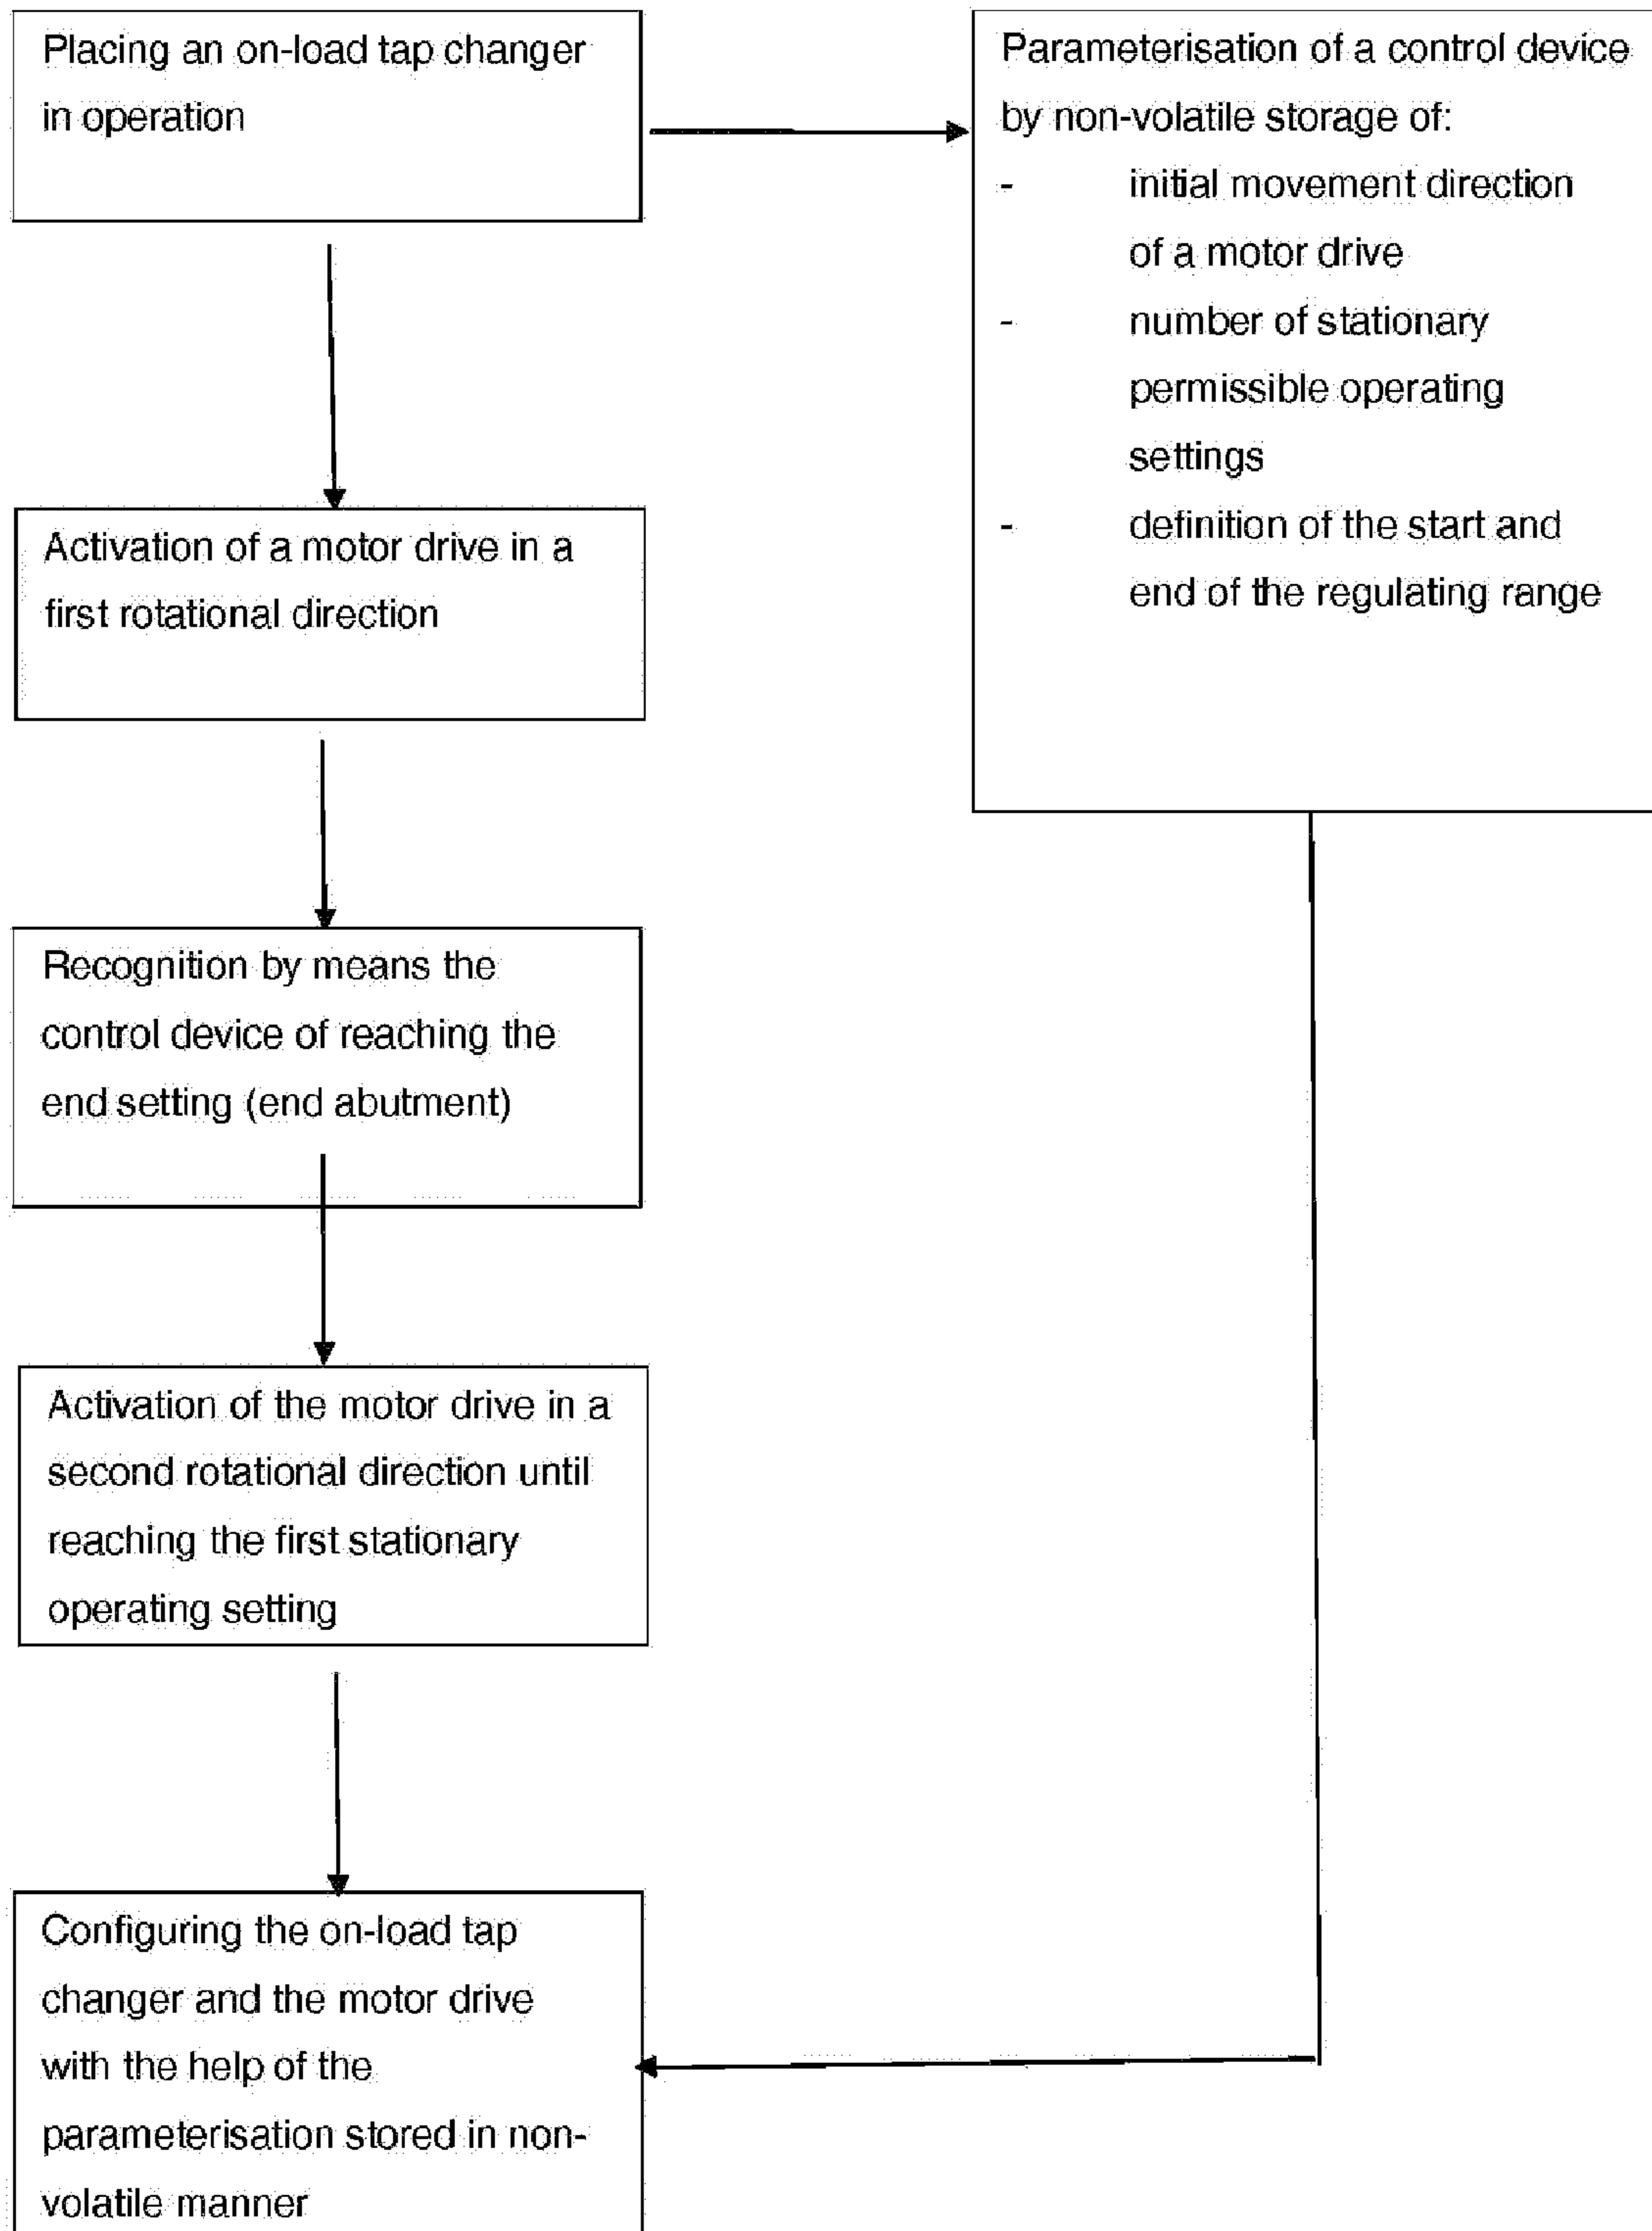 Placing an on-load tap changer
in operation
Parameterisation of a control device
by non-volatile storage of:
- initial movement direction
of a motor drive
- number of stationary
permissible operating
settings
- definition of the start and
end of the regulating range
Activation of a motor drive in a
first rotational direction
Recognition by means the
control device of reaching the
end setting (end abutment)
Activation of the motor drive in a
second rotational direction until
reaching the first stationary
operating setting
Configuring the on-load tap
changer and the motor drive
with the help of the
parameterisation stored in non-
volatile manner